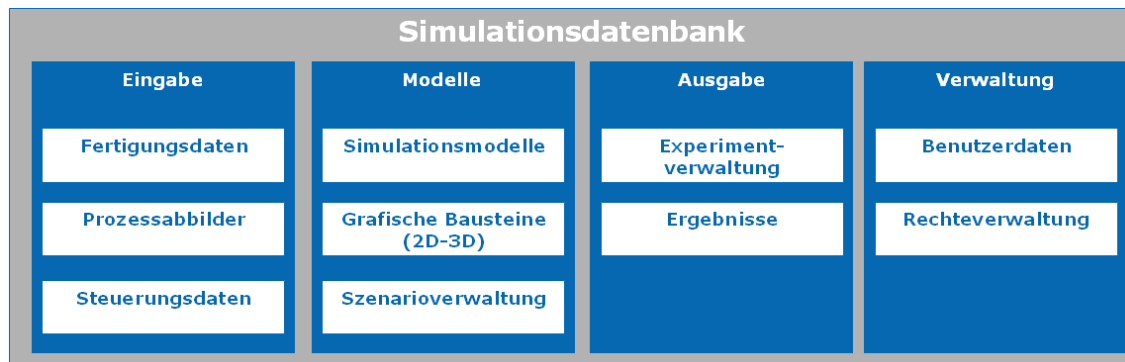 Simulationsdatenbank
Eingabe
Fertigungsdaten
Prozessabbilder
Steuerungsdaten
Modelle
Simulationsmodelle
Grafische Bausteine
(2D-3D)
Szenarioverwaltung
Ausgabe
Experiment-
verwaltung
Ergebnisse
Verwaltung
Benutzerdaten
Rechteverwaltung